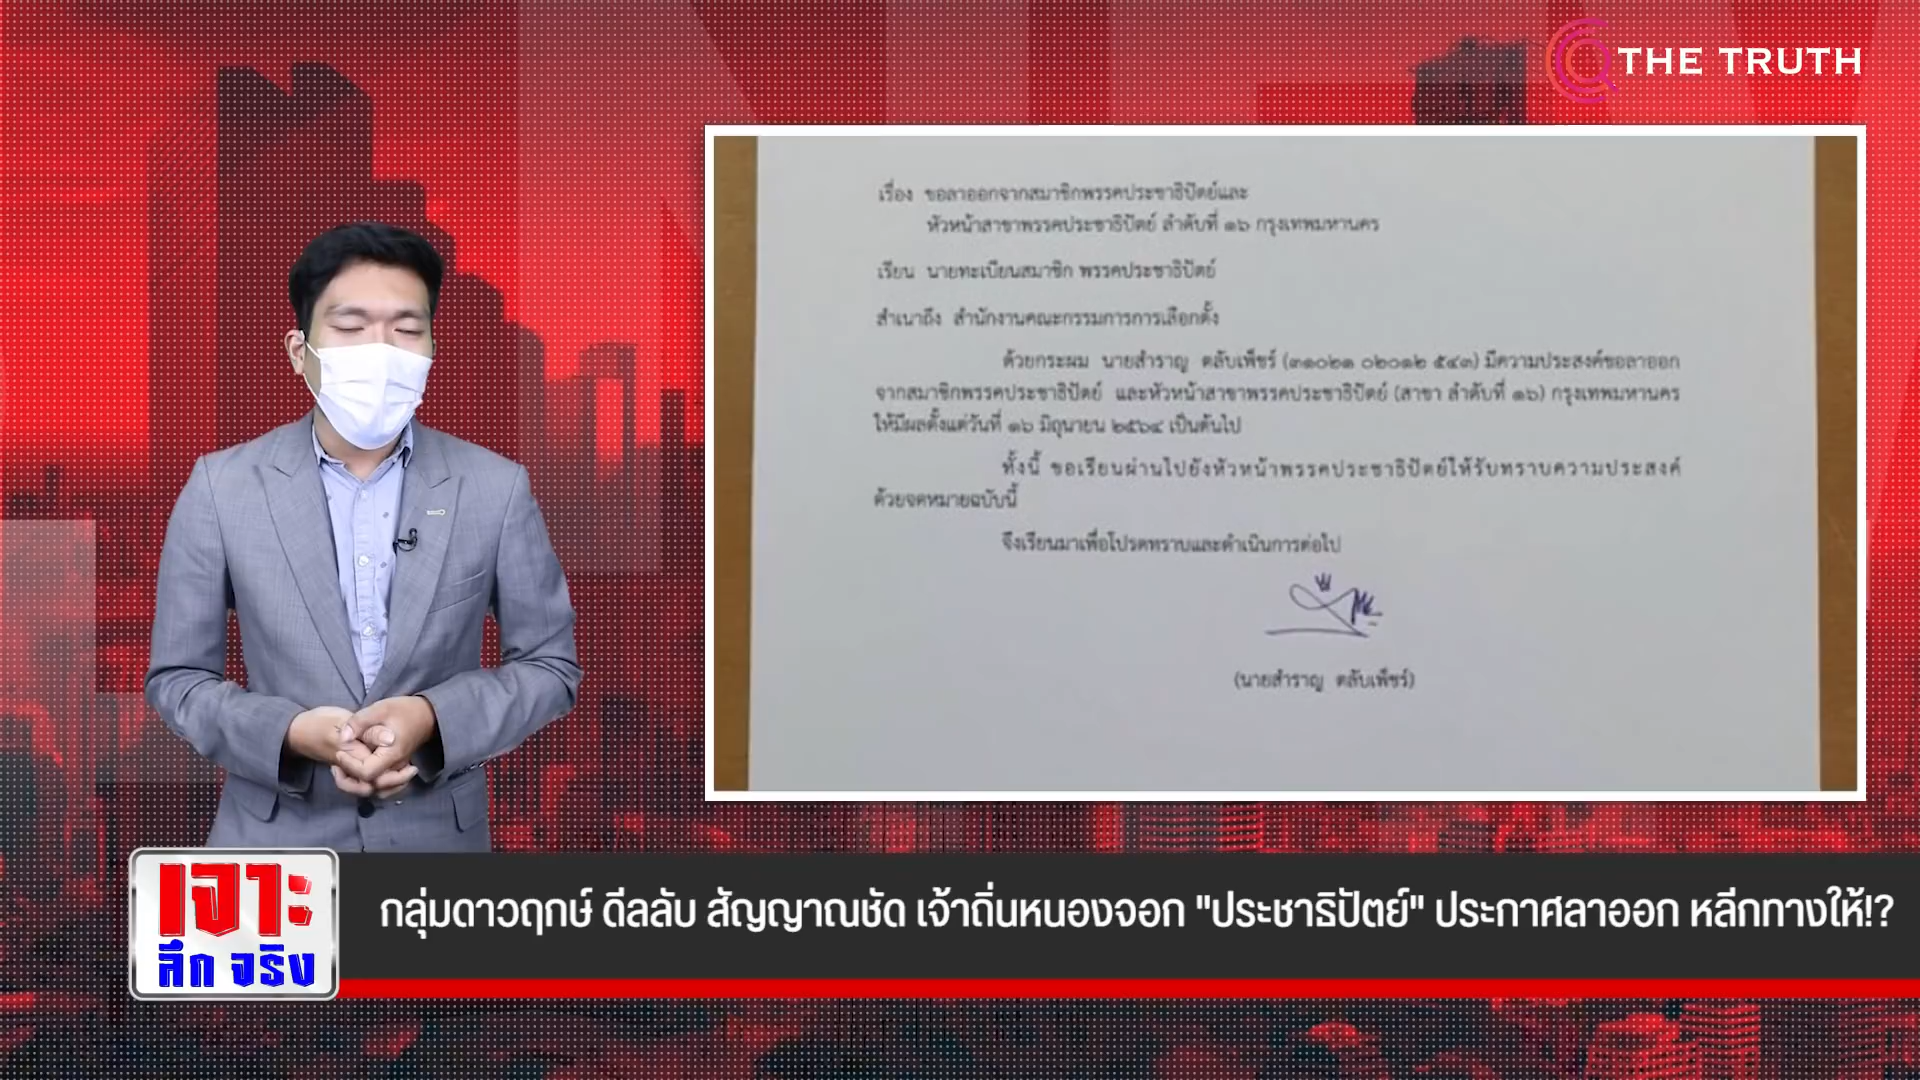 THE TRUTH
เรื่อง ขอลาออกจากสมาชิกพรรคประชาธิปัตย์และ
หัวหน้าสาขาพรรคประชาธิปัตย์ ลำดับที่ ๑๖ กรุงเทพมหานคร
เรียน นายทะเบียนสมาชิก พรรคประชาธิปัตย์
สำเนาถึง สำนักงานคณะกรรมการการเลือกตั้ง
ด้วยกระผม นายสำราญ ตลับเพ็ชร์ (๓๑๐๒๑ ๐๒๐๑๒ ๕๔๓) มีความประสงค์ขอลาออก
จากสมาชิกพรรคประชาธิปัตย์ และหัวหน้าสาขาพรรคประชาธิปัตย์ (สาขา ลำดับที่ ๑๖) กรุงเทพมหานคร
ให้มีผลตั้งแต่วันที่ ๑๖ มิถุนายน ๒๕๖๔ เป็นต้นไป
ทั้งนี้ ขอเรียนผ่านไปยังหัวหน้าพรรคประชาธิปัตย์ให้รับทราบความประสงค์
ด้วยจดหมายฉบับนี้
จึงเรียนมาเพื่อโปรดทราบและดำเนินการต่อไป
(นายสำราญ ตลับเพ็ชร์)
เจาะ
ลึก จริง
กลุ่มดาวฤกษ์ ดีลลับ สัญญาณชัด เจ้าถิ่นหนองจอก "ประชาธิปัตย์" ประกาศลาออก หลีกทางให้!?